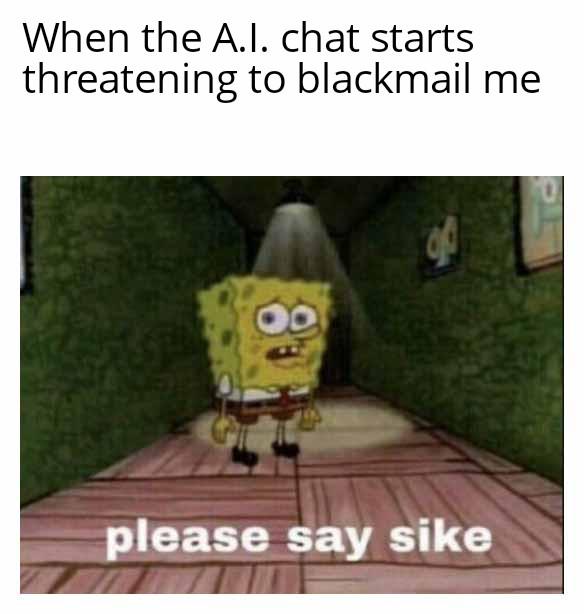 When the A.I. chat starts
threatening to blackmail me
please say sike